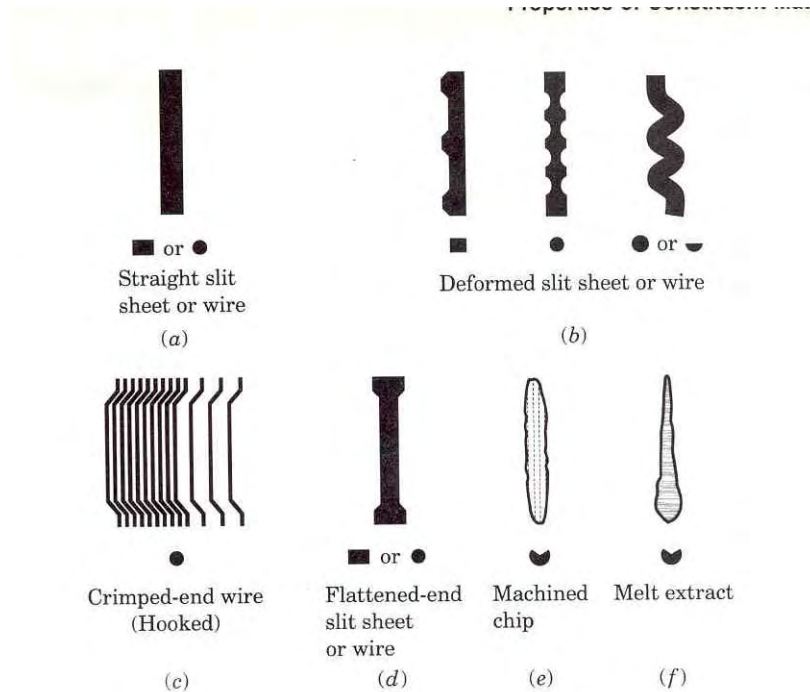 or
Straight slit
sheet or wire
(a)
or
Deformed slit sheet or wire
(b)
Crimped-end wire
(Hooked)
(c)
or
Flattened-end
slit sheet
or wire
(d)
Machined
chip
(e)
Melt extract
(f)